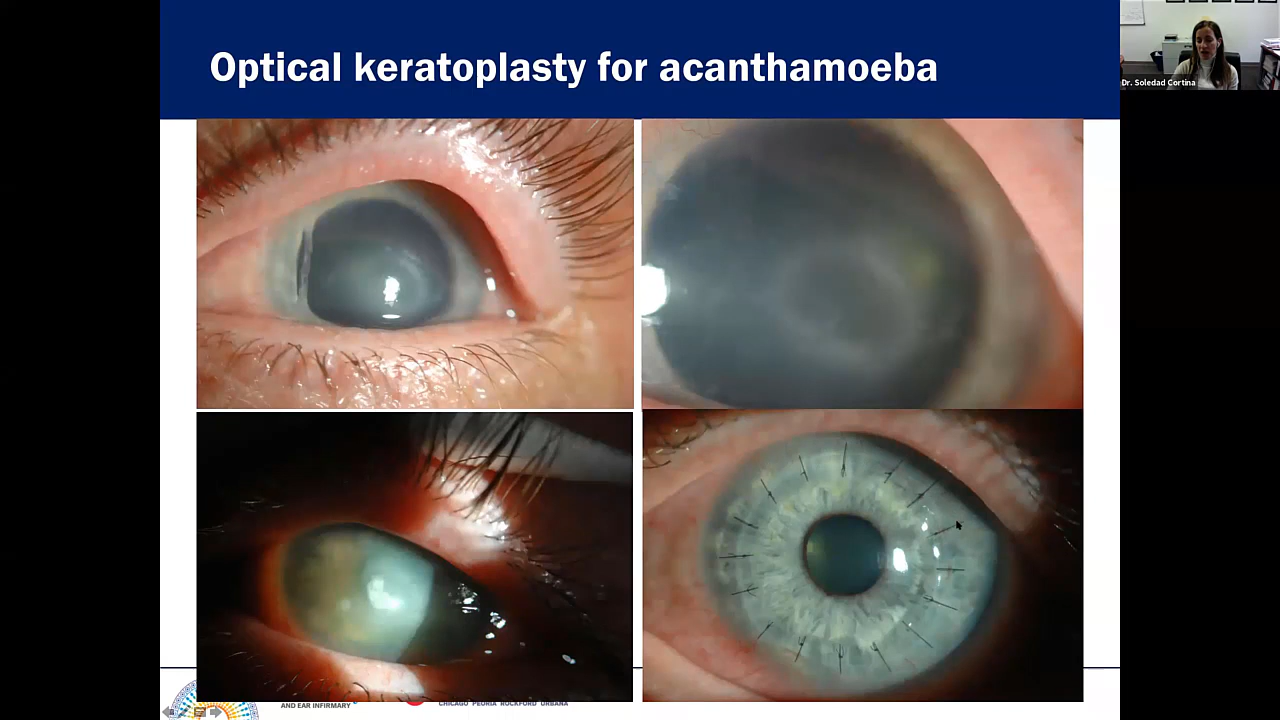 Optical keratoplasty for acanthamoeba
Dr. Soledad Cortina
AND EAR INFIRMARY
CHICAGO PEORIA ROCKFORD URBANA